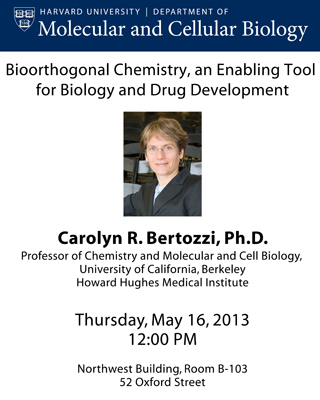 HARVARD UNIVERSITY | DEPARTMENT OF
Molecular and Cellular Biology
Bioorthogonal Chemistry, an Enabling Tool
for Biology and Drug Development
Carolyn R. Bertozzi, Ph.D.
Professor of Chemistry and Molecular and Cell Biology,
University of California, Berkeley
Howard Hughes Medical Institute
Thursday, May 16, 2013
12:00 PM
Northwest Building, Room B-103
52 Oxford Street